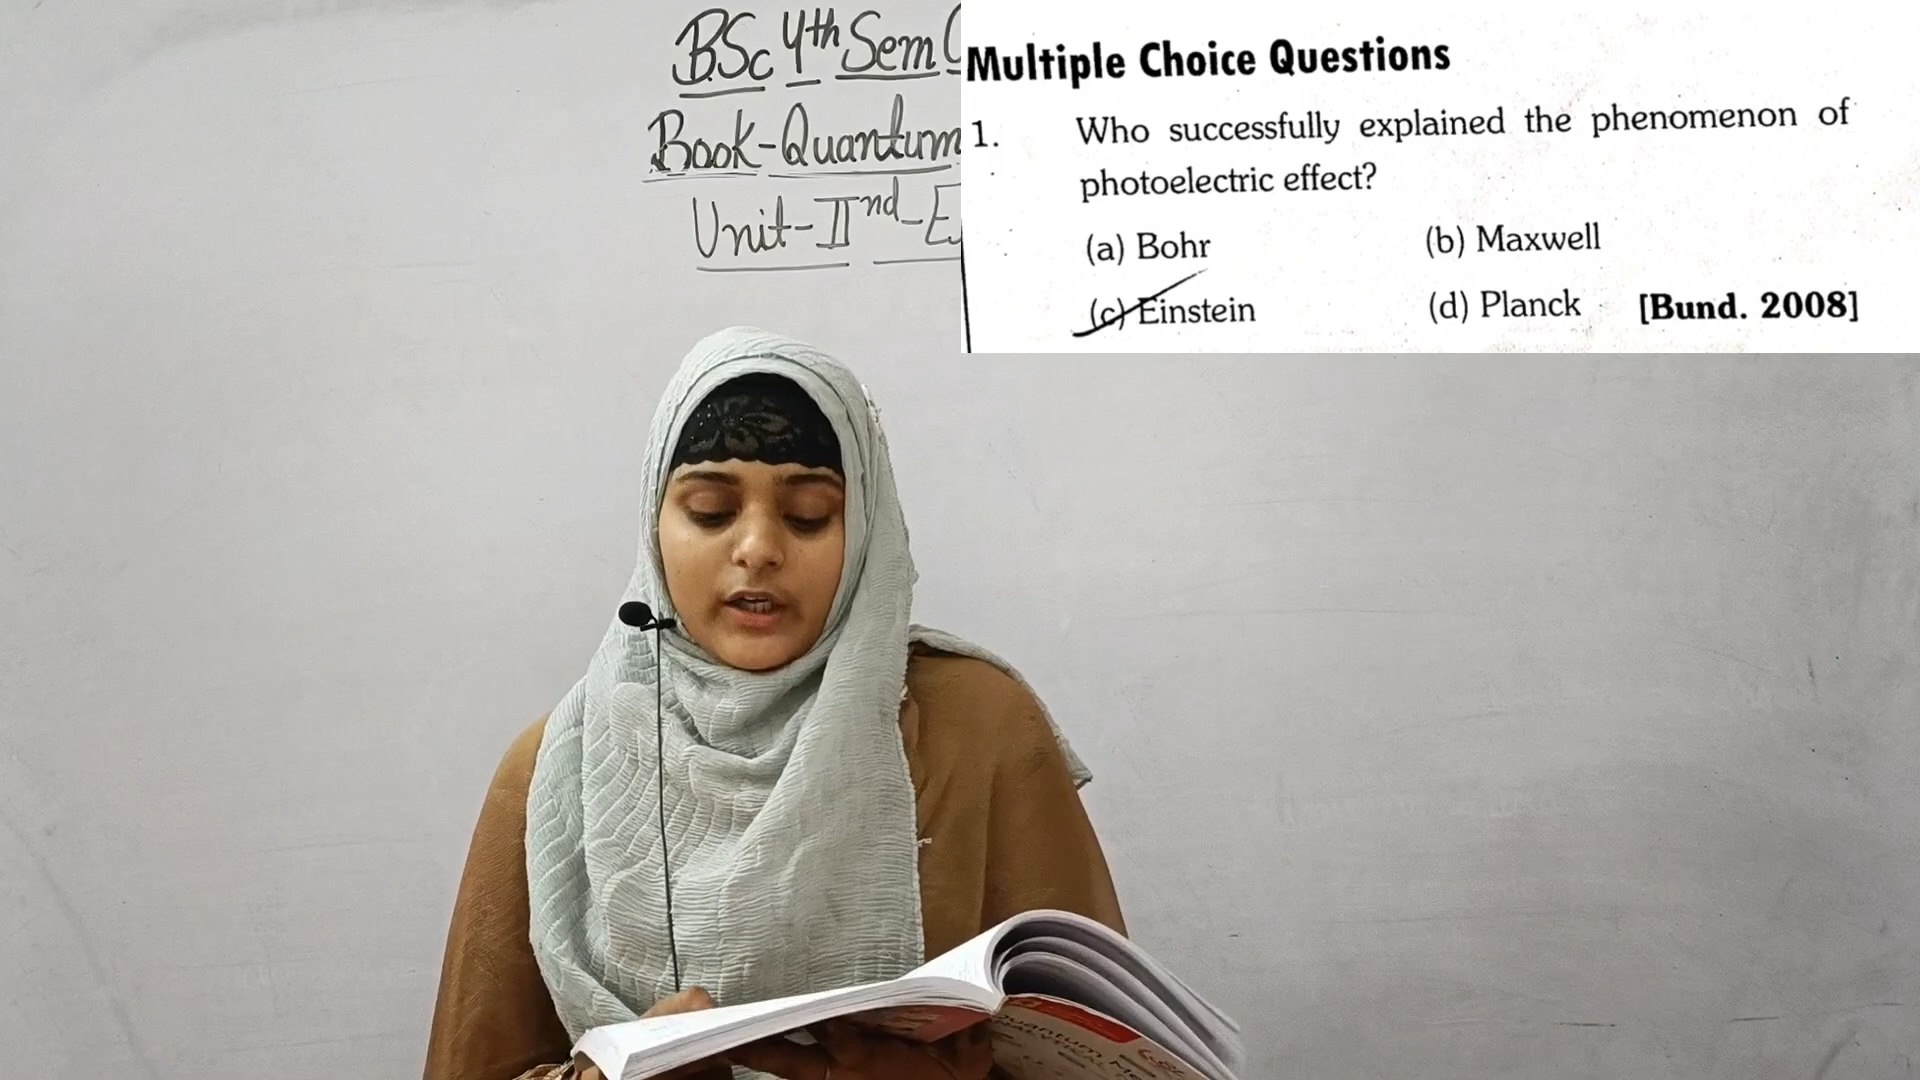 BSc 4th Sem
Book-Quantum
Unit-IInd-
Multiple Choice Questions
1. Who successfully explained the phenomenon of
photoelectric effect?
(a) Bohr (b) Maxwell
(c) Einstein (d) Planck [Bund. 2008]